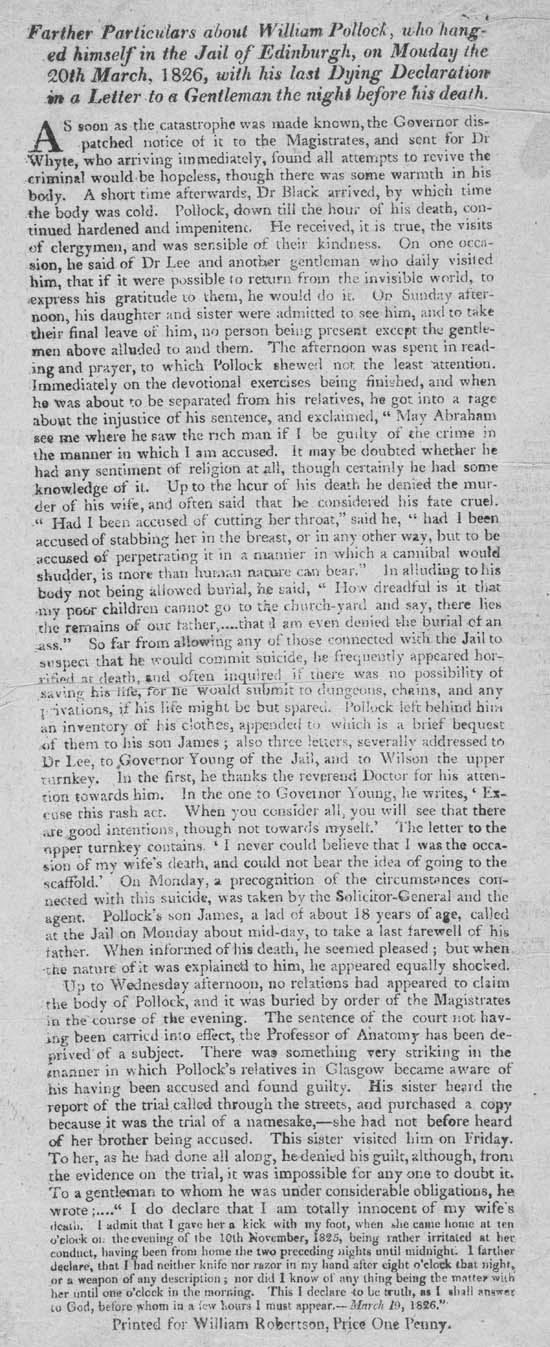 Farther Particulars about William Pollock, who hang-
ed himself in the Jail of Edinburgh, on Monday the
20th March, 1826, with his last Dying Declaration
in a Letter to a Gentleman the night before his death.
AS soon as the catastrophe was made known, the Governor dis-
patched notice of it to the Magistrates, and sent for Dr
Whyte, who arriving immediately, found all attempts to revive the
criminal would be hopeless, though there was some warmth in his
body. A short time afterwards, Dr Black arrived, by which time
the body was cold. Pollock, down till the hour of his death, con-
tinued hardened and impenitent. He received, it is true, the visits
of clergymen, and was sensible of their kindness. On one occa-
sion, he said of Dr Lee and another gentleman who daily visited
him, that if it were possible to return from the invisible world, to
express his gratitude to them, he would do it. On Sunday after-
noon, his daughter and sister were admitted to see him, and to take
their final leave of him, no person being present except the gentle-
men above alluded to and them. The afternoon was spent in read-
ing and prayer, to which Pollock shewed not the least attention.
Immediately on the devotional exercises being finished, and when
he was about to be separated from his relatives, he got into a rage
about the injustice of his sentence, and exclaimed, “ May Abraham
see me where he saw the rich man if I be guilty of the crime in
the manner in which I am accused. It may be doubted whether he
had any sentiment of religion at all, though certainly he had some
knowledge of it. Up to the hour of his death he denied the mur-
der of his wife, and often said that he considered his fate cruel.
“ Had I been accused of cutting her throat,” said he, “ had I been
accused of stabbing her in the breast, or in any other way, but to be
accused of perpetrating it in a manner in which a cannibal would
shudder, is more than human nature can bear.” In alluding to his
body not being allowed burial, he said, “ How dreadful is it that
my poor children cannot go to the church-yard and say, there lies
the remains of our father,....that I am even denied the burial of an
ass.” So far from allowing any of those connected with the Jail to
suspect that he would commit suicide, he frequently appeared hor-
rified at death, and often inquired if there was no possibility of
saving his life, for he would submit to dungeons, chains, and any
privations, if his life might be but spared. Pollock left behind him
an inventory of his clothes, appended to which is a brief bequest
of them to his son James ; also three letters, severally addressed to
Dr Lee, to Governor Young of the Jail, and to Wilson the upper
turnkey. In the first, he thanks the reverend Doctor for his atten-
tion towards him. In the one to Governor Young, he writes, ‘ Ex-
cuse this rash act. When you consider all, you will see that there
are good intentions, though not towards myself.’ The letter to the
upper turnkey contains. ‘ I never could believe that I was the occa-
sion of my wife's death, and could not bear the idea of going to the
scaffold.’ On Monday, a precognition of the circumstances con-
nected with this suicide, was taken by the Solicitor-General and the
agent. Pollock's son James, a lad of about 18 years of age, called
at the Jail on Monday about mid-day, to take a last farewell of his
father. When informed of his death, he seemed pleased ; but when
the nature of it was explained to him, he appeared equally shocked.
Up to Wednesday afternoon, no relations had appeared to claim
the body of Pollock, and it was buried by order of the Magistrates
in the course of the evening. The sentence of the court not hav-
ing been carried into effect, the Professor of Anatomy has been de-
prived of a subject. There was something very striking in the
manner in which Pollock's relatives in Glasgow became aware of
his having been accused and found guilty. His sister heard the
report of the trial called through the streets, and purchased a copy
because it was the trial of a namesake,—she had not before heard
of her brother being accused. This sister visited him on Friday.
To her, as he had done all along, he denied his guilt, although, from
the evidence on the trial, it was impossible for any one to doubt it.
To a gentleman to whom he was under considerable obligations, he
wrote ;....“ I do declare that I am totally innocent of my wife's
death. I admit that I gave her a kick with my foot, when she came home at ten
o'clock on the evening of the 10th November, 1825, being rather irritated at her
conduct, having been from home the two preceding nights until midnight. I farther
declare, that I had neither knife nor razor in my hand after eight o'clock that night,
or a weapon of any description ; nor did I know of any thing being the matter with
her until one o'clock in the morning. This I declare to be truth, as I shall answer
to God, before whom in a few hours I must appear.—March 19, 1826.”
Printed for William Robertson, Price One Penny.